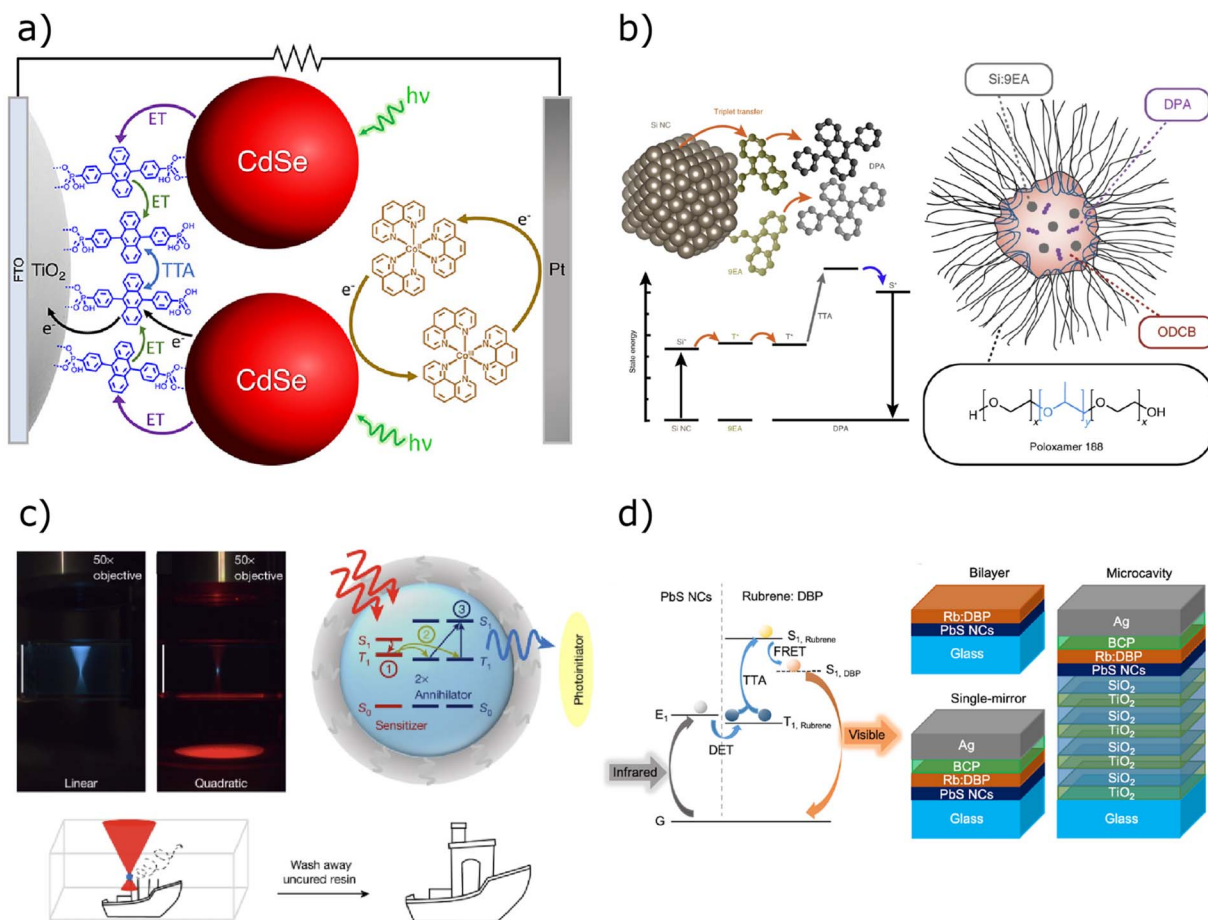 a)
hν
ET
CdSe
FTO
TiO₂
ET
TTA
e⁻
e⁻
ET
ET
CdSe
hν
e⁻
e⁻
Coᴵᴵᴵ
Pt
b)
Si NC
Triplet transfer
DPA
9EA
State energy
Si*
T*
T*
TTA
S*
Si NC
9EA
DPA
Si:9EA
DPA
ODCB
H
O
x
O
y
O
x
OH
Poloxamer 188
c)
50×
objective
50×
objective
Linear
Quadratic
S₁
T₁
S₀
1
2
3
S₁
T₁
2×
Annihilator
S₀
Sensitizer
Photoinitiator
Wash away
uncured resin
d)
PbS NCs
Rubrene: DBP
S₁, Rubrene
FRET
S₁, DBP
TTA
E₁
T₁, Rubrene
DET
Infrared
Visible
G
Bilayer
Rb:DBP
PbS NCs
Glass
Single-mirror
Ag
BCP
Rb:DBP
PbS NCs
Glass
Microcavity
Ag
BCP
Rb:DBP
PbS NCs
SiO₂
TiO₂
SiO₂
TiO₂
SiO₂
TiO₂
SiO₂
TiO₂
Glass